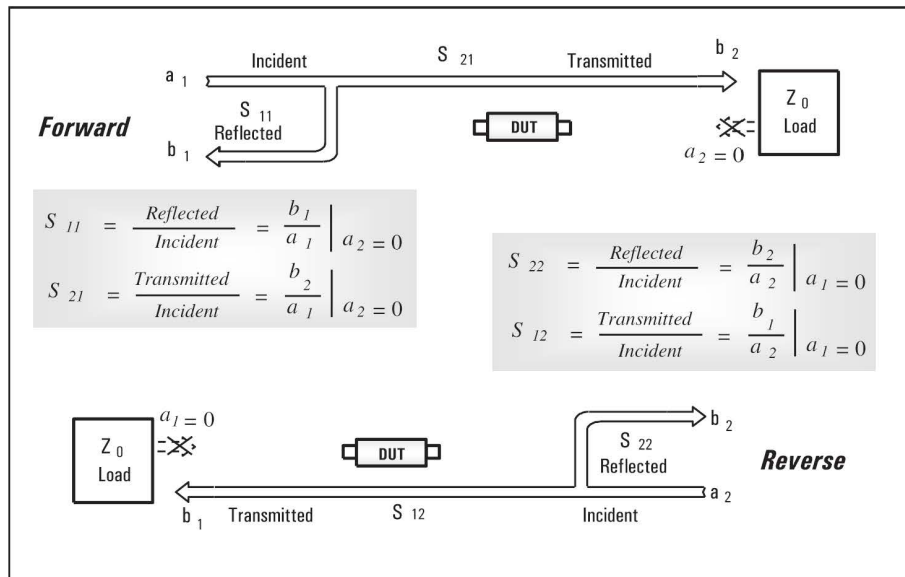 Incident S 21 Transmitted b 2
a 1
S 11
Forward Reflected
b 1
DUT
Z 0
Load
a 2 = 0
S 11 = Reflected / Incident = b 1 / a 1 | a 2 = 0
S 21 = Transmitted / Incident = b 2 / a 1 | a 2 = 0
S 22 = Reflected / Incident = b 2 / a 2 | a 1 = 0
S 12 = Transmitted / Incident = b 1 / a 2 | a 1 = 0
a 1 = 0
Z 0
Load
DUT
b 2
S 22
Reflected
Reverse
a 2
b 1 Transmitted S 12 Incident